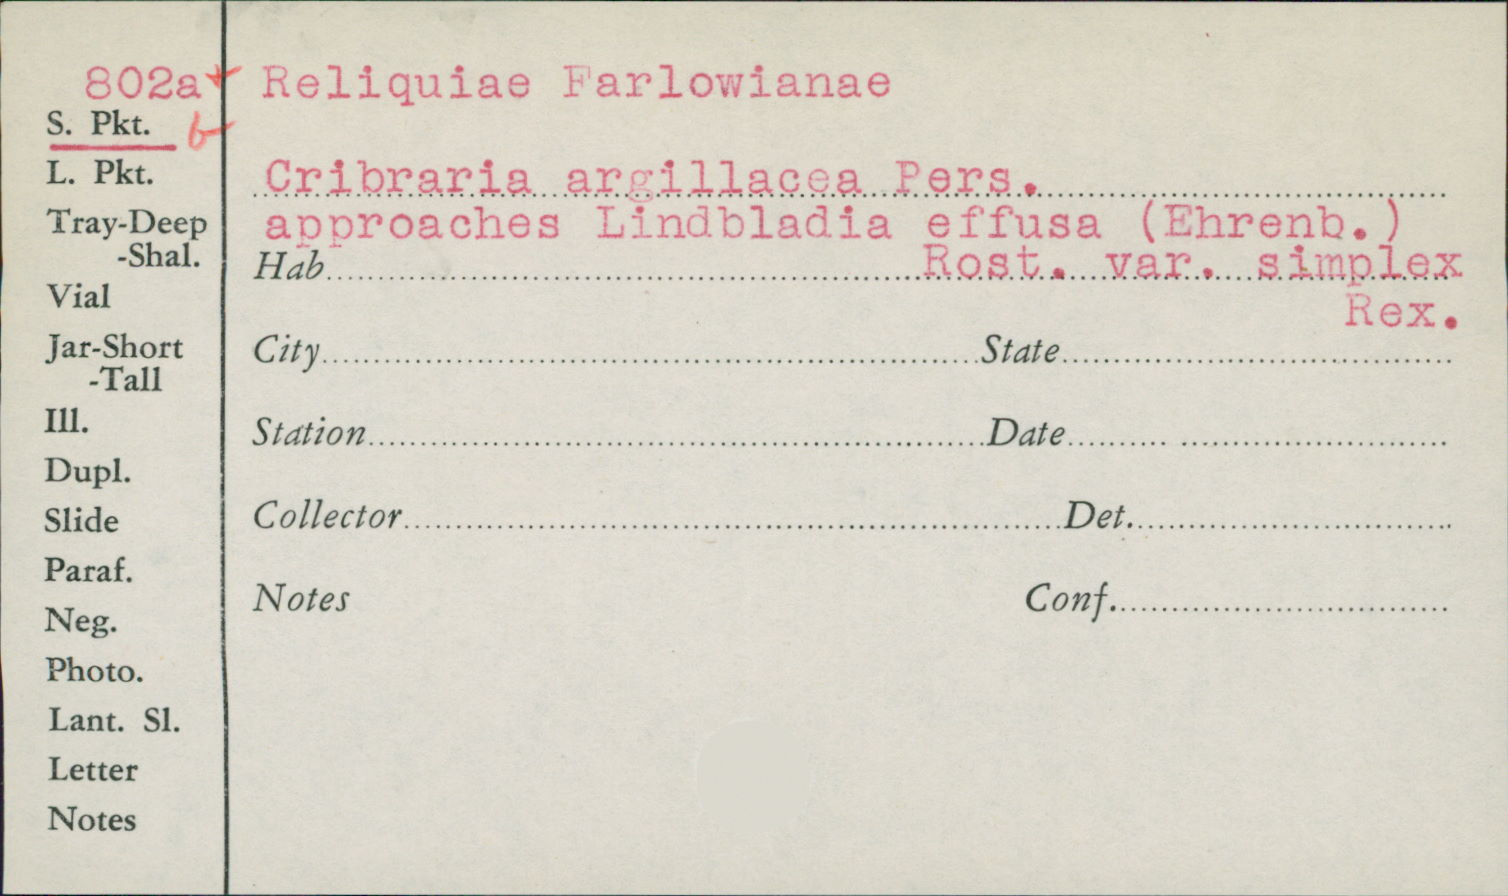 802a Reliquiae Farlowianae
S. Pkt. b
L. Pkt.
Cribraria argillacea Pers.
Tray-Deep
approaches Lindbladia effusa (Ehrenb.)
-Shal.
Hab Rost. var. simplex
Vial
Rex.
Jar-Short
-Tall
City State
Ill.
Station Date
Dupl.
Slide
Collector Det.
Paraf.
Neg.
Notes Conf.
Photo.
Lant. Sl.
Letter
Notes